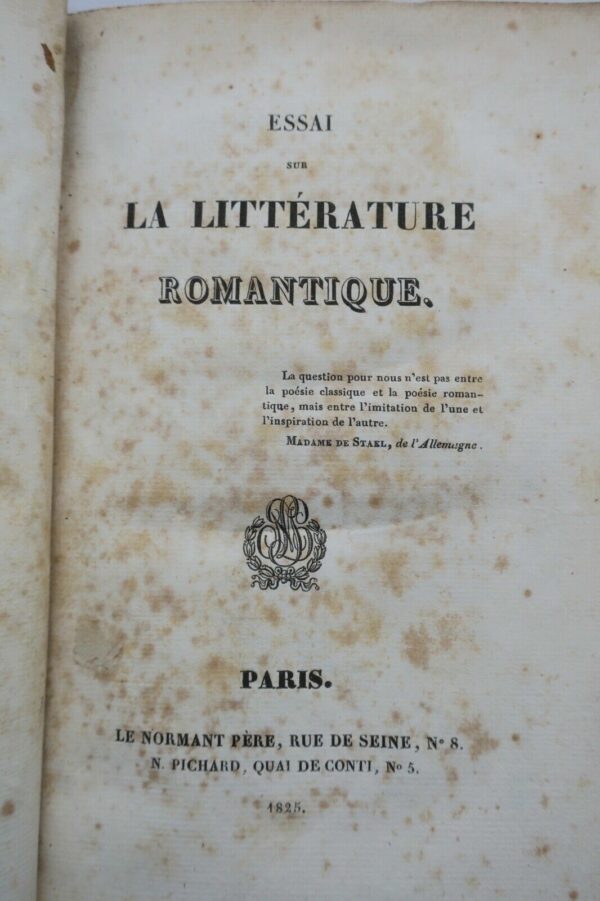 ESSAI
SUR
LA LITTÉRATURE
ROMANTIQUE.
La question pour nous n'est pas entre
la poésie classique et la poésie roman-
tique, mais entre l'imitation de l'une et
l'inspiration de l'autre.
MADAME DE STAEL, de l'Allemagne.
PARIS.
LE NORMANT PÈRE, RUE DE SEINE, N° 8.
N. PICHARD, QUAI DE CONTI, N° 5.
1825.